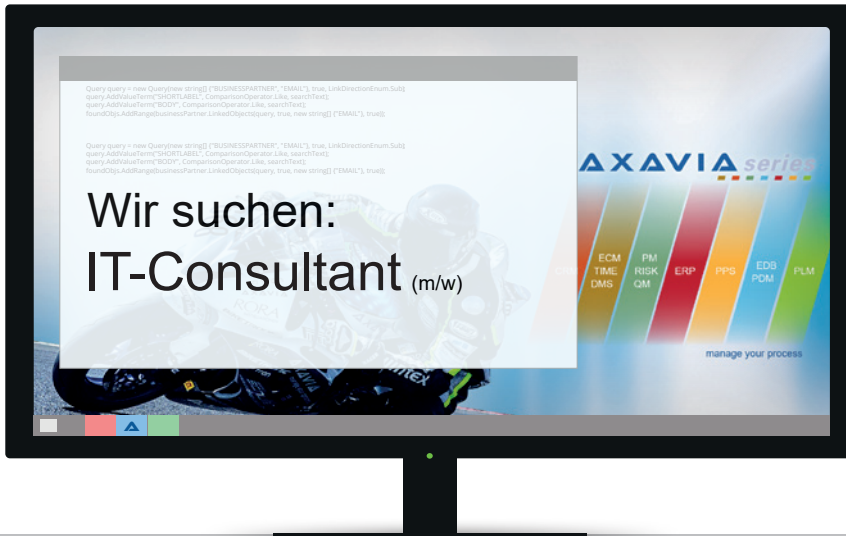 Query query = new Query(new string[] {"BUSINESSPARTNER", "EMAIL"}, true, LinkDirectionEnum.Sub)
query.AddValueTerm("SHORTLABEL", ComparisonOperator.Like, searchText);
query.AddValueTerm("BODY", ComparisonOperator.Like, searchText);
foundObjs.AddRange(businessPartner.LinkedObjects(query, true, new string[] {"EMAIL"}, true));
Query query = new Query(new string[] {"BUSINESSPARTNER", "EMAIL"}, true, LinkDirectionEnum.Sub)
query.AddValueTerm("SHORTLABEL", ComparisonOperator.Like, searchText);
query.AddValueTerm("BODY", ComparisonOperator.Like, searchText);
foundObjs.AddRange(businessPartner.LinkedObjects(query, true, new string[] {"EMAIL"}, true));
Wir suchen:
IT-Consultant (m/w)
AXAVIA series
CRM
ECM
TIME
DMS
PM
RISK
QM
ERP
PPS
EDB
PDM
PLM
manage your process
RORA
AXAVIA